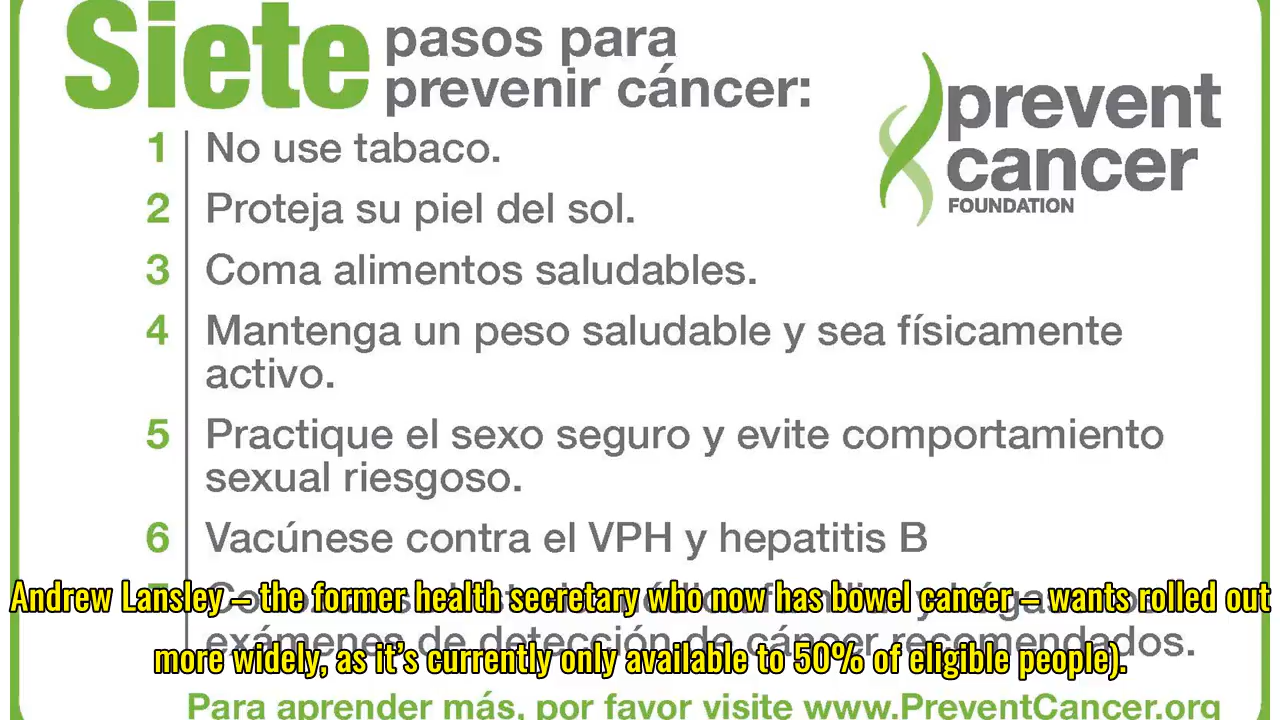 Siete pasos para
prevenir cáncer:
prevent
cancer
FOUNDATION
1 No use tabaco.
2 Proteja su piel del sol.
3 Coma alimentos saludables.
4 Mantenga un peso saludable y sea físicamente
activo.
5 Practique el sexo seguro y evite comportamiento
sexual riesgoso.
6 Vacúnese contra el VPH y hepatitis B
Andrew Lansley – the former health secretary who now has bowel cancer – wants rolled out
exámenes de detección de cáncer recomendados.
more widely, as it’s currently only available to 50% of eligible people).
Para aprender más, por favor visite www.PreventCancer.org